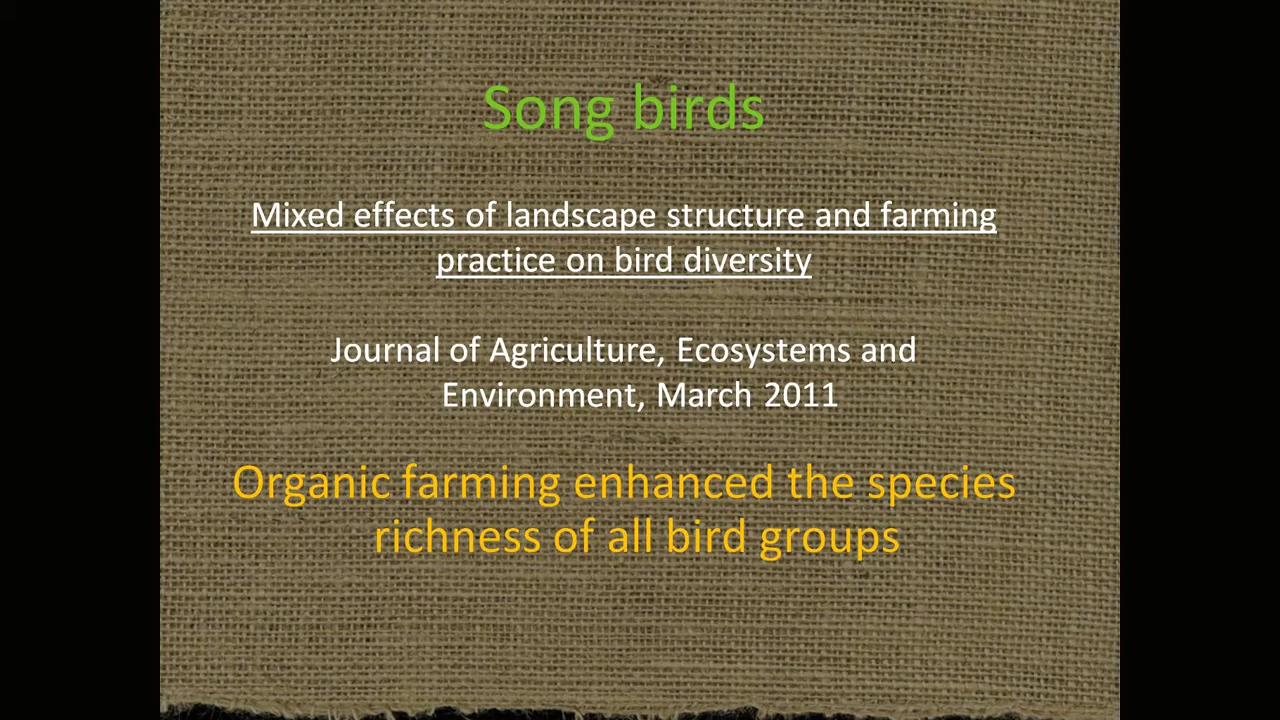 Song birds
Mixed effects of landscape structure and farming
practice on bird diversity
Journal of Agriculture, Ecosystems and
Environment, March 2011
Organic farming enhanced the species
richness of all bird groups